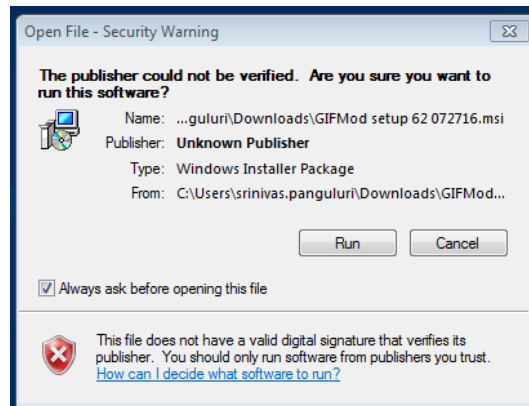 Open File - Security Warning
The publisher could not be verified.  Are you sure you want to
run this software?
Name: ...guluri\Downloads\GIFMod setup 62 072716.msi
Publisher: Unknown Publisher
Type: Windows Installer Package
From: C:\Users\srinivas.panguluri\Downloads\GIFMod...
Run Cancel
Always ask before opening this file
This file does not have a valid digital signature that verifies its
publisher.  You should only run software from publishers you trust.
How can I decide what software to run?